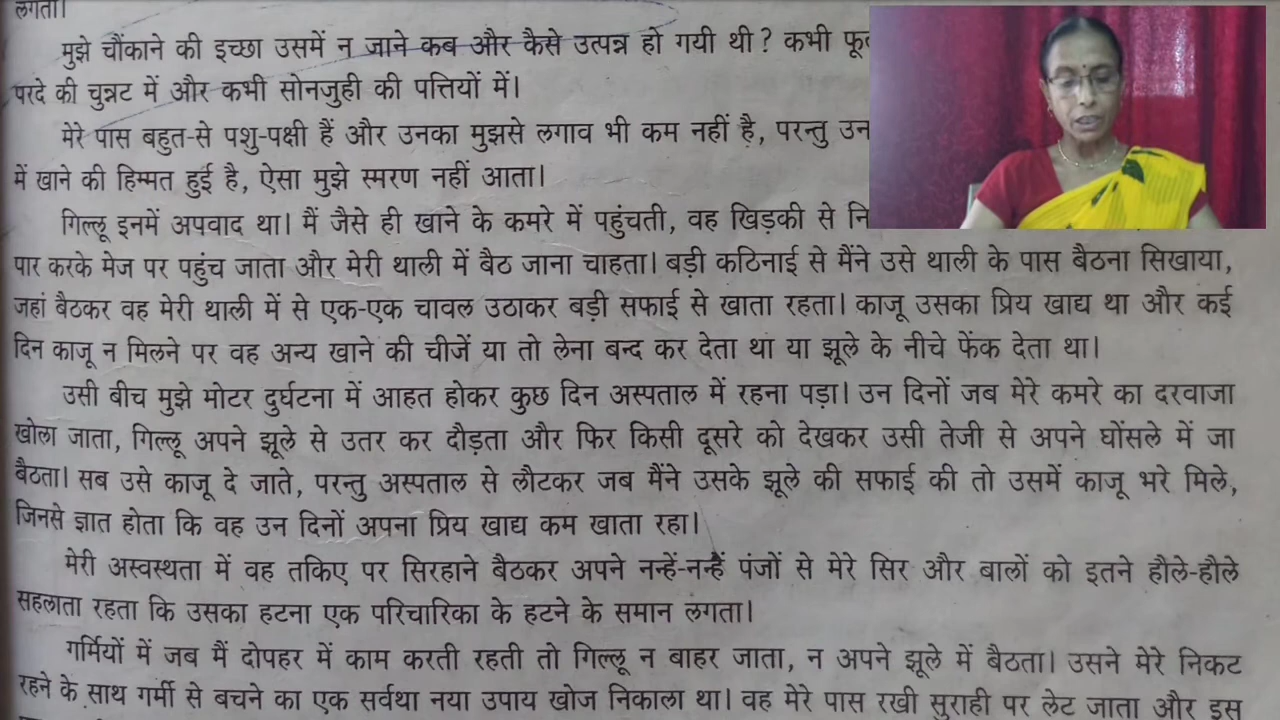 लगता।
मुझे चौंकाने की इच्छा उसमें न जाने कब और कैसे उत्पन्न हो गयी थी? कभी
परदे की चुन्नट में और कभी सोनजुही की पत्तियों में।
मेरे पास बहुत-से पशु-पक्षी हैं और उनका मुझसे लगाव भी कम नहीं है, परन्तु
में खाने की हिम्मत हुई है, ऐसा मुझे स्मरण नहीं आता।
गिल्लू इनमें अपवाद था। मैं जैसे ही खाने के कमरे में पहुंचती, वह खिड़की से
पार करके मेज पर पहुंच जाता और मेरी थाली में बैठ जाना चाहता। बड़ी कठिनाई से मैंने उसे थाली के पास बैठना सिखाया,
जहां बैठकर वह मेरी थाली में से एक-एक चावल उठाकर बड़ी सफाई से खाता रहता। काजू उसका प्रिय खाद्य था और कई
दिन काजू न मिलने पर वह अन्य खाने की चीजें या तो लेना बन्द कर देता था या झूले के नीचे फेंक देता था।
उसी बीच मुझे मोटर दुर्घटना में आहत होकर कुछ दिन अस्पताल में रहना पड़ा। उन दिनों जब मेरे कमरे का दरवाजा
खोला जाता, गिल्लू अपने झूले से उतर कर दौड़ता और फिर किसी दूसरे को देखकर उसी तेजी से अपने घोंसले में जा
बैठता। सब उसे काजू दे जाते, परन्तु अस्पताल से लौटकर जब मैंने उसके झूले की सफाई की तो उसमें काजू भरे मिले,
जिनसे ज्ञात होता कि वह उन दिनों अपना प्रिय खाद्य कम खाता रहा।
मेरी अस्वस्थता में वह तकिए पर सिरहाने बैठकर अपने नन्हें-नन्हें पंजों से मेरे सिर और बालों को इतने हौले-हौले
सहलाता रहता कि उसका हटना एक परिचारिका के हटने के समान लगता।
गर्मियों में जब मैं दोपहर में काम करती रहती तो गिल्लू न बाहर जाता, न अपने झूले में बैठता। उसने मेरे निकट
रहने के साथ गर्मी से बचने का एक सर्वथा नया उपाय खोज निकाला था। वह मेरे पास रखी सुराही पर लेट जाता और इस